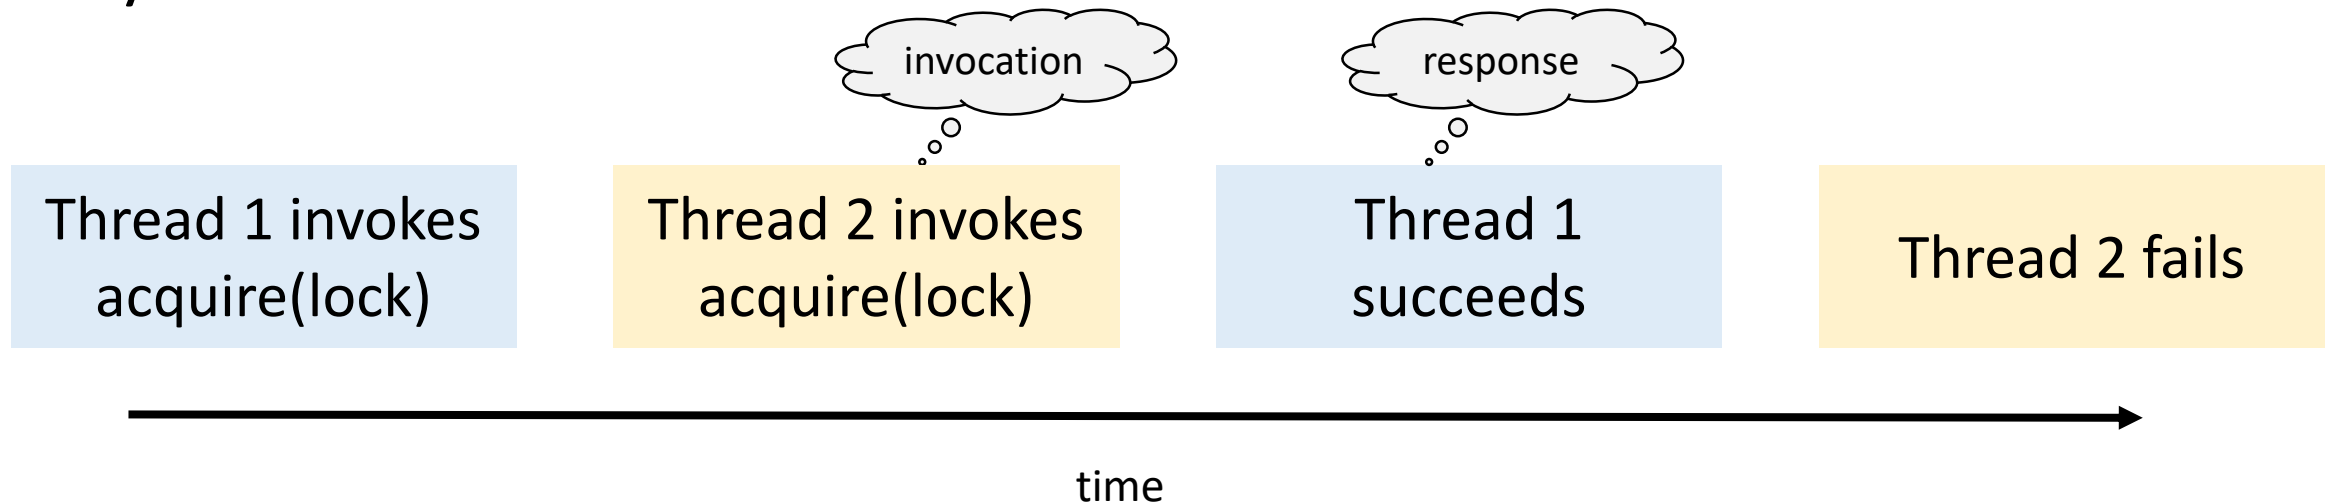 invocation
response
Thread 1 invokes
acquire(lock)
Thread 2 invokes
acquire(lock)
Thread 1
succeeds
Thread 2 fails
time